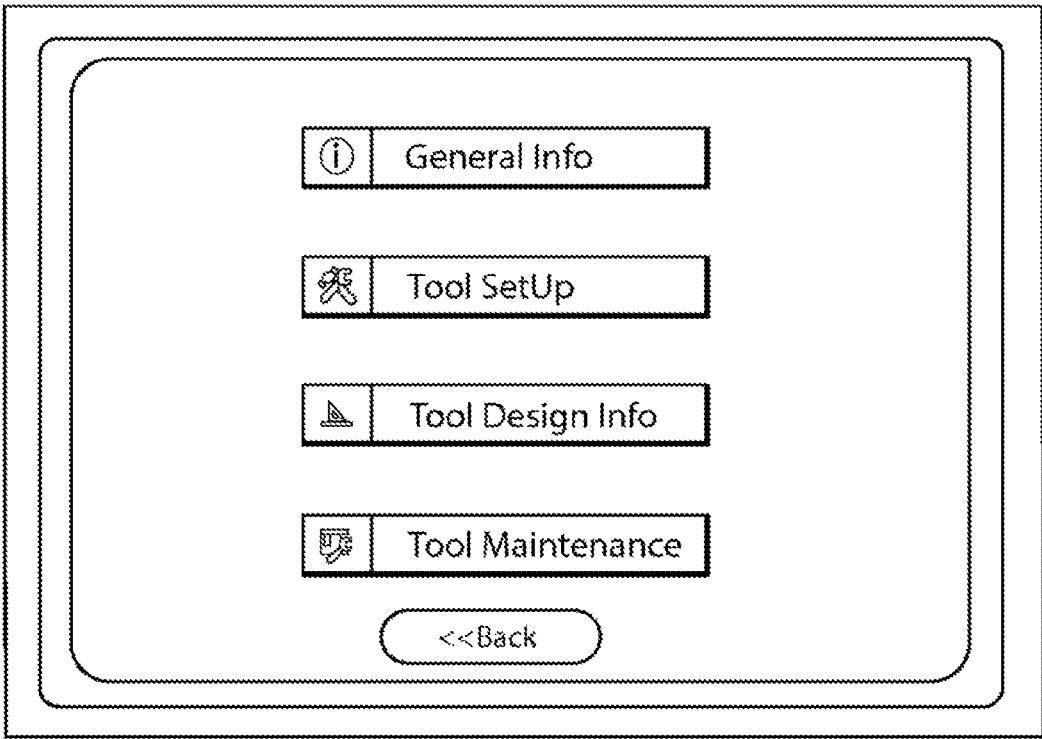 General Info
Tool SetUp
Tool Design Info
Tool Maintenance
<<Back